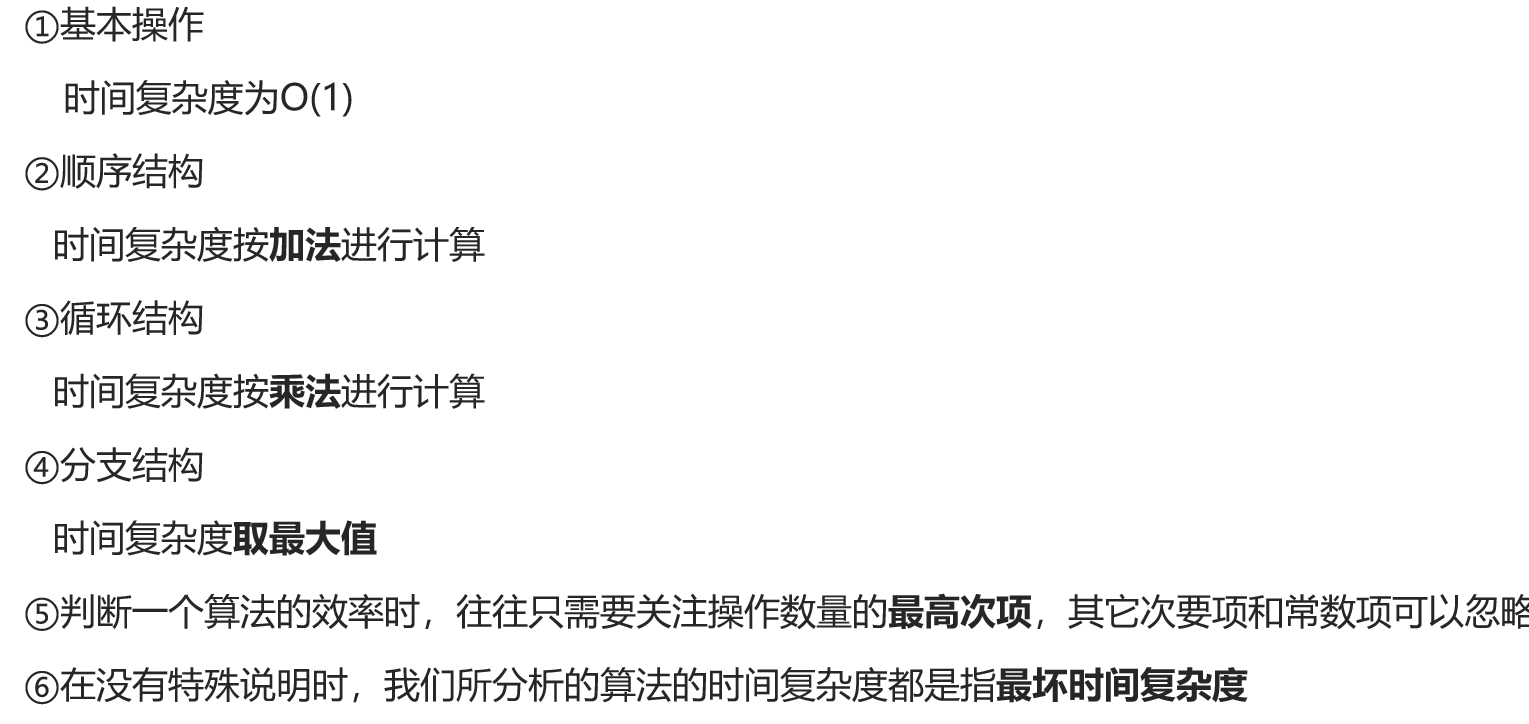 ①基本操作
时间复杂度为O(1)
②顺序结构
时间复杂度按加法进行计算
③循环结构
时间复杂度按乘法进行计算
④分支结构
时间复杂度取最大值
⑤判断一个算法的效率时，往往只需要关注操作数量的最高次项，其它次要项和常数项可以忽略
⑥在没有特殊说明时，我们所分析的算法的时间复杂度都是指最坏时间复杂度